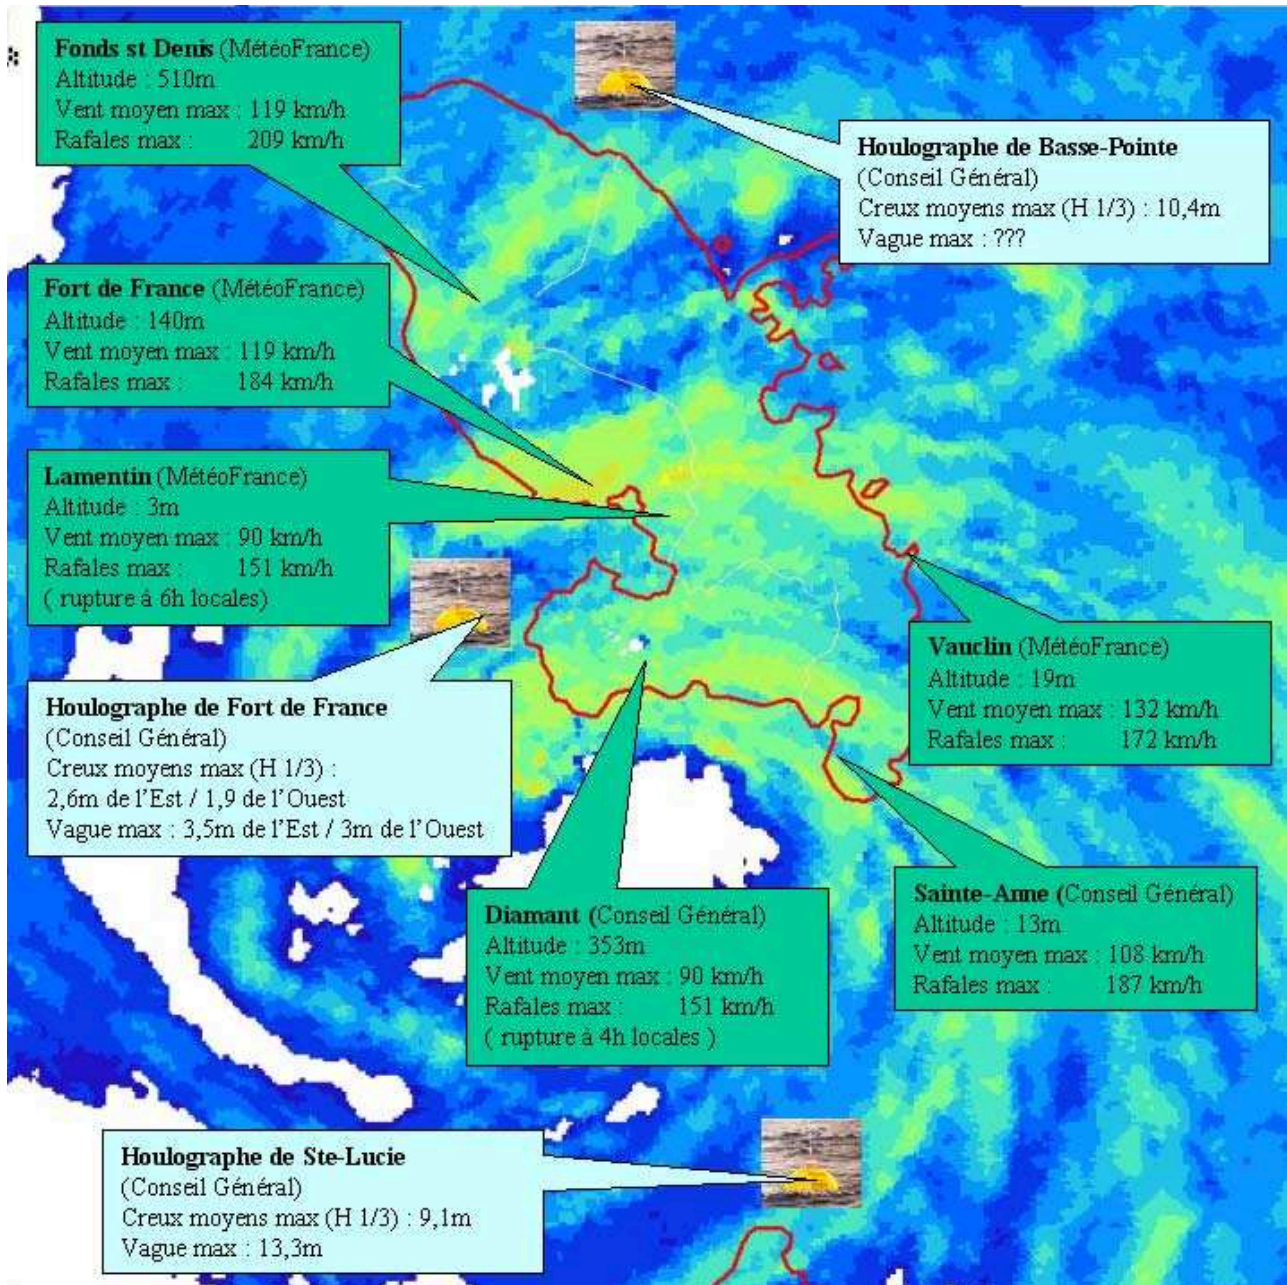 Fonds st Denis (MétéoFrance)
Altitude : 510m
Vent moyen max : 119 km/h
Rafales max : 209 km/h
Houlographe de Basse-Pointe
(Conseil Général)
Creux moyens max (H 1/3) : 10,4m
Vague max : ???
Fort de France (MétéoFrance)
Altitude : 140m
Vent moyen max : 119 km/h
Rafales max : 184 km/h
Lamentin (MétéoFrance)
Altitude : 3m
Vent moyen max : 90 km/h
Rafales max : 151 km/h
( rupture à 6h locales)
Vauclin (MétéoFrance)
Altitude : 19m
Vent moyen max : 132 km/h
Rafales max : 172 km/h
Houlographe de Fort de France
(Conseil Général)
Creux moyens max (H 1/3) :
2,6m de l'Est / 1,9 de l'Ouest
Vague max : 3,5m de l'Est / 3m de l'Ouest
Diamant (Conseil Général)
Altitude : 353m
Vent moyen max : 90 km/h
Rafales max : 151 km/h
( rupture à 4h locales )
Sainte-Anne (Conseil Général)
Altitude : 13m
Vent moyen max : 108 km/h
Rafales max : 187 km/h
Houlographe de Ste-Lucie
(Conseil Général)
Creux moyens max (H 1/3) : 9,1m
Vague max : 13,3m